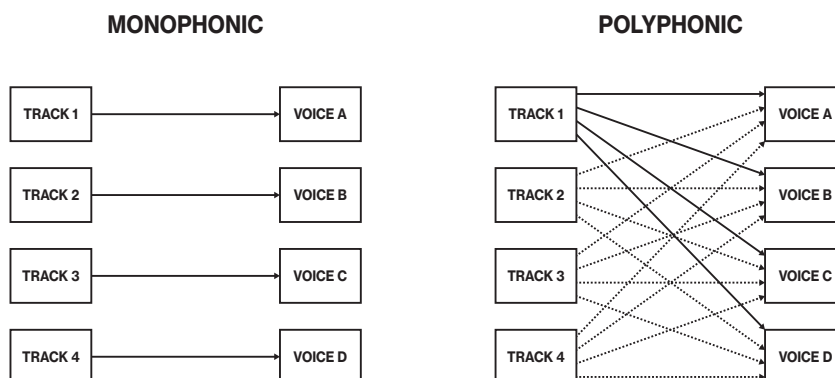 MONOPHONIC
TRACK 1
VOICE A
TRACK 2
VOICE B
TRACK 3
VOICE C
TRACK 4
VOICE D
POLYPHONIC
TRACK 1
VOICE A
TRACK 2
VOICE B
TRACK 3
VOICE C
TRACK 4
VOICE D